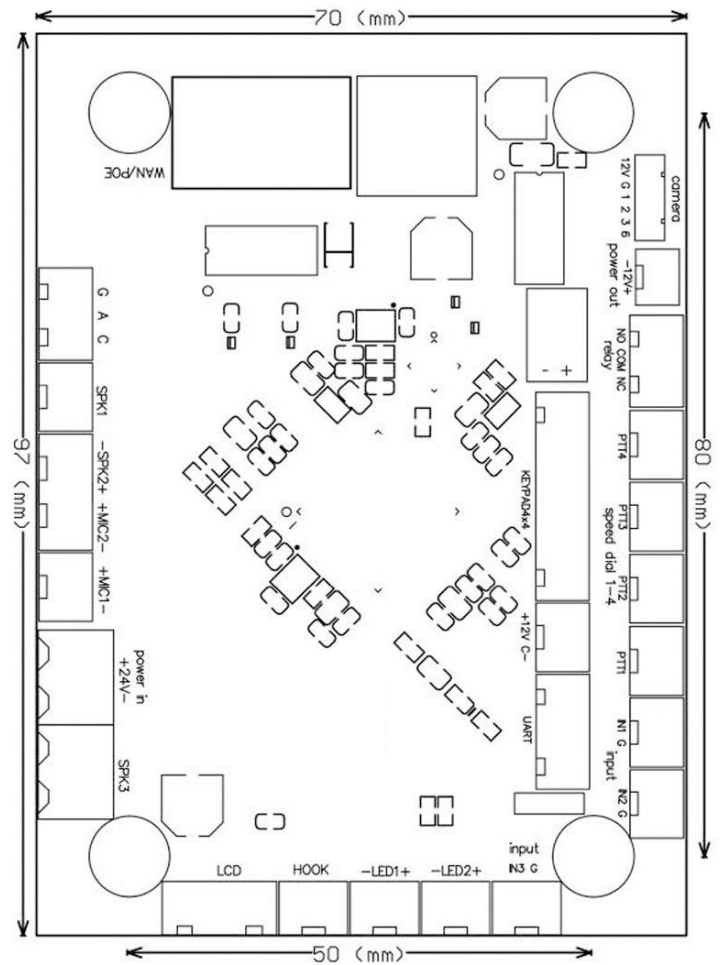 70 (mm)
WAN/POE
camera
12V G 1 2 3 6
-12V+
power out
NO COM NC
relay
G A C
SPK1
- +
PTT4
97 (mm)
80 (mm)
-SPK2+ +MIC2-
KEYPAD4x4
PTT3
speed dial 1-4
PTT2
+MIC1-
+12V C-
PTT1
power in
+24V-
UART
IN1 G
input
SPK3
IN2 G
input
LCD
HOOK
-LED1+
-LED2+
IN3 G
50 (mm)